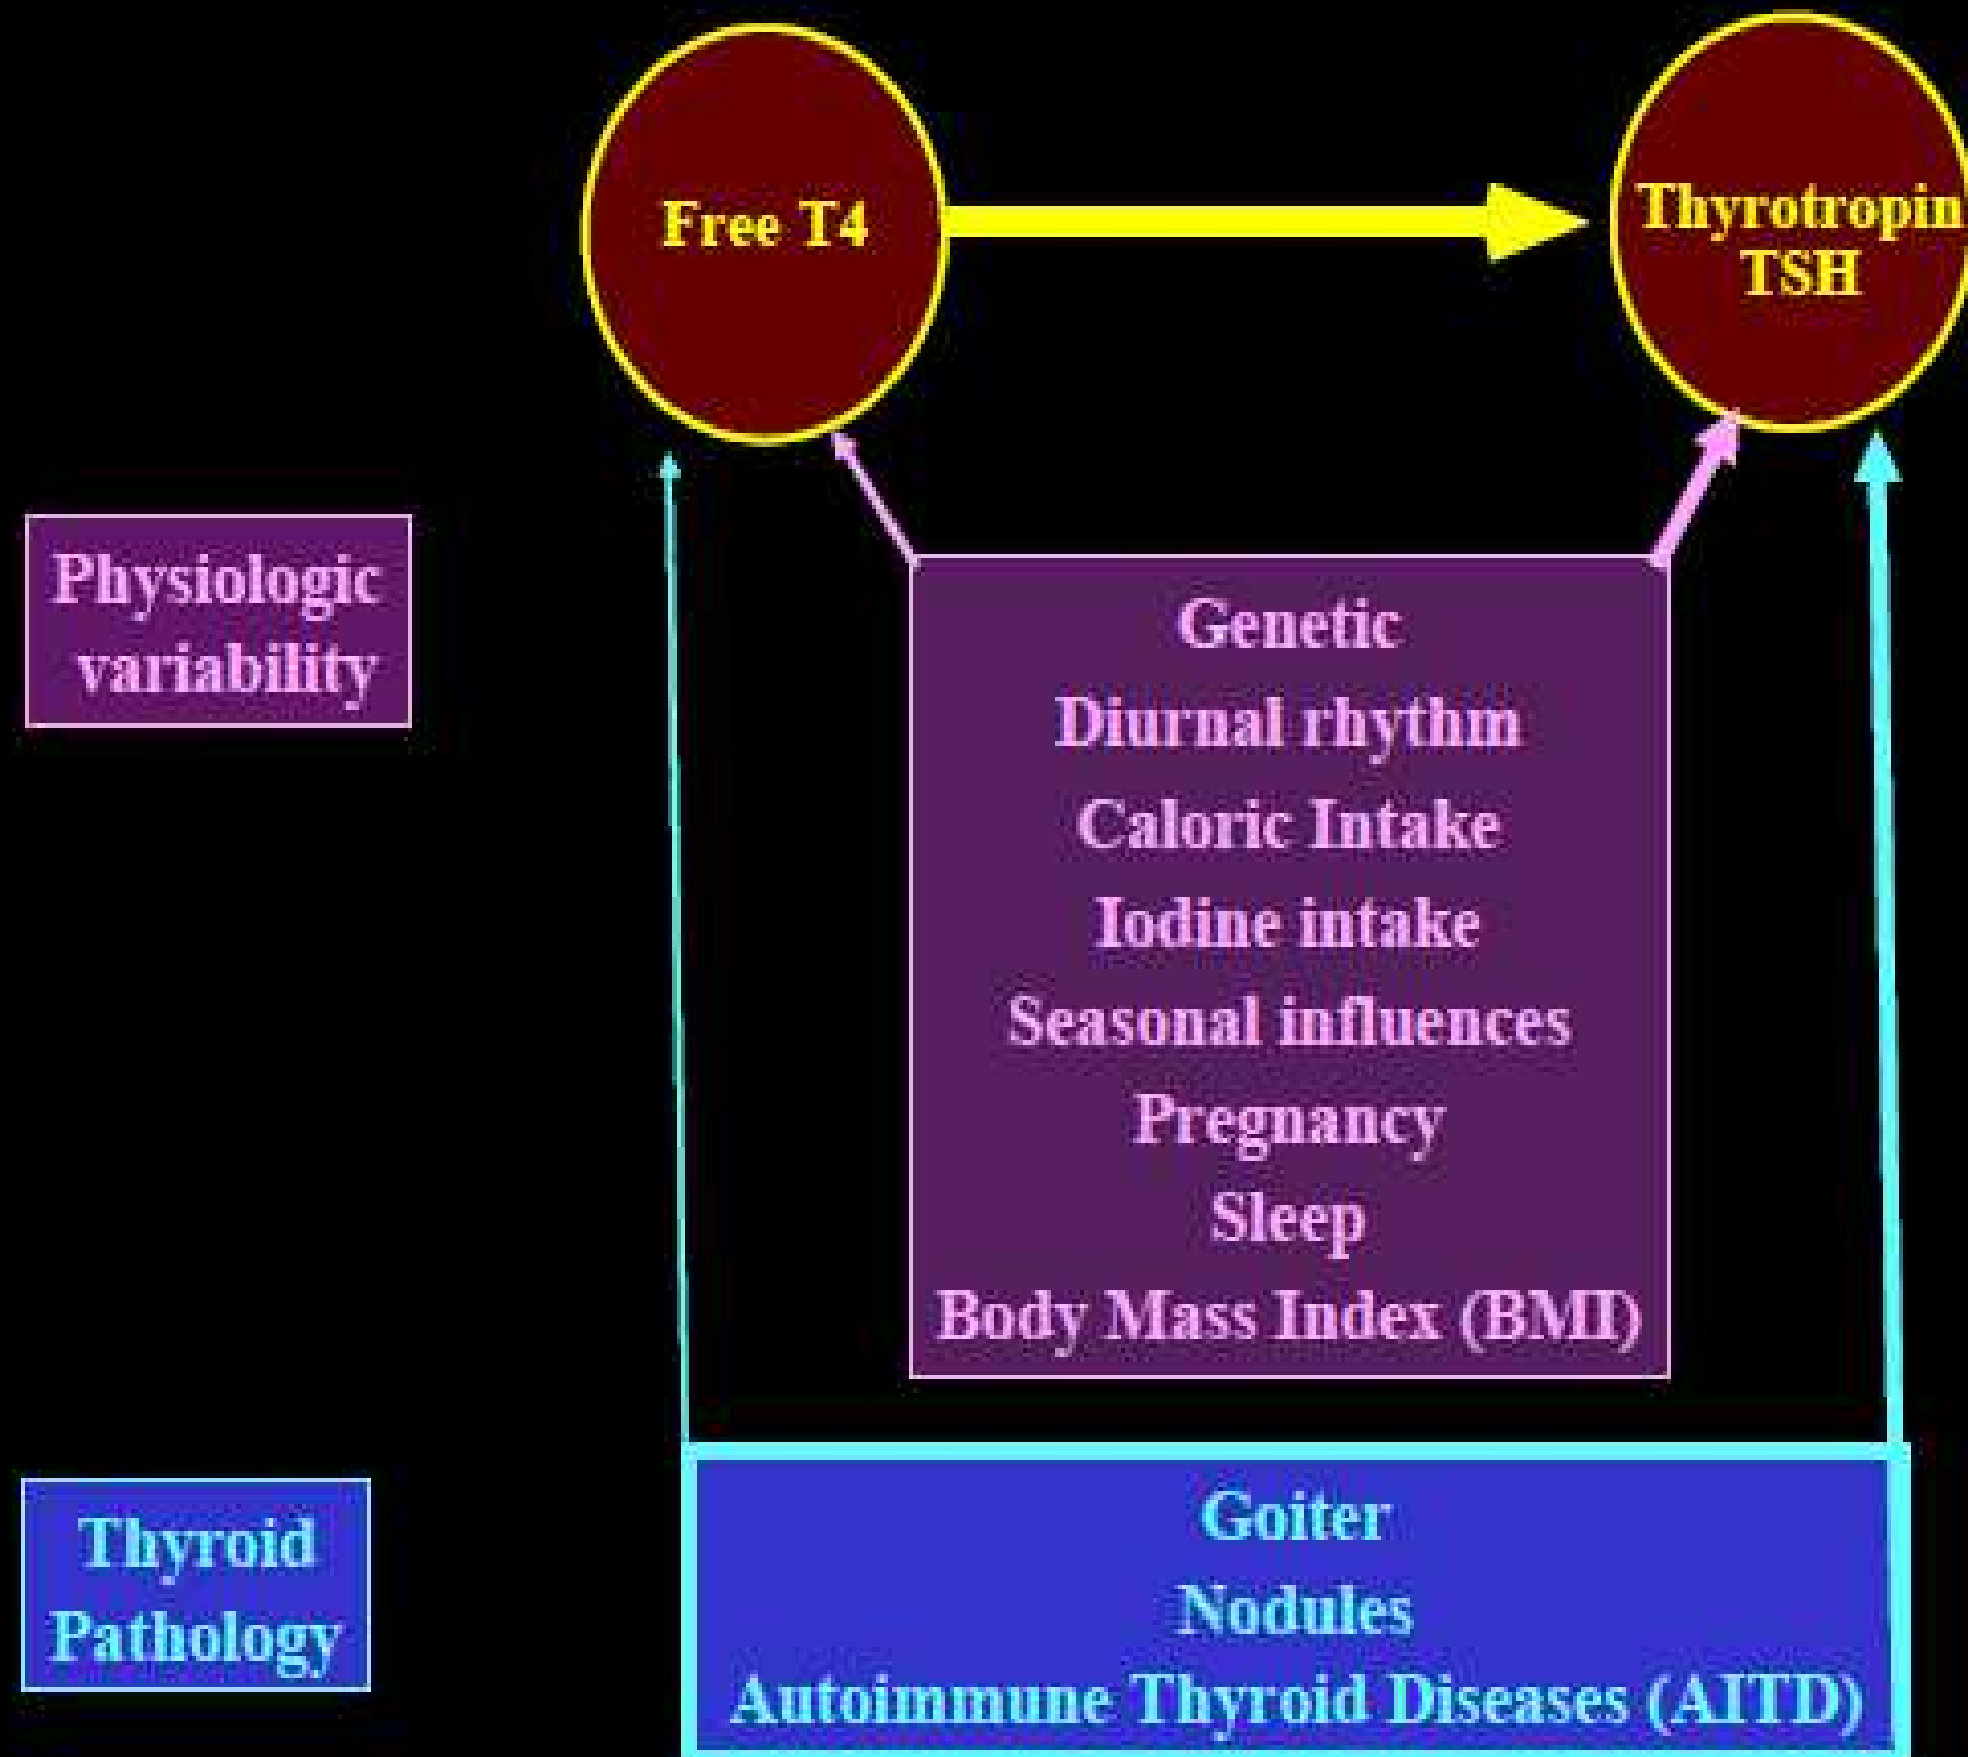 Free T4
Thyrotropin
TSH
Physiologic
variability
Genetic
Diurnal rhythm
Caloric Intake
Iodine intake
Seasonal influences
Pregnancy
Sleep
Body Mass Index (BMI)
Thyroid
Pathology
Goiter
Nodules
Autoimmune Thyroid Diseases (AITD)